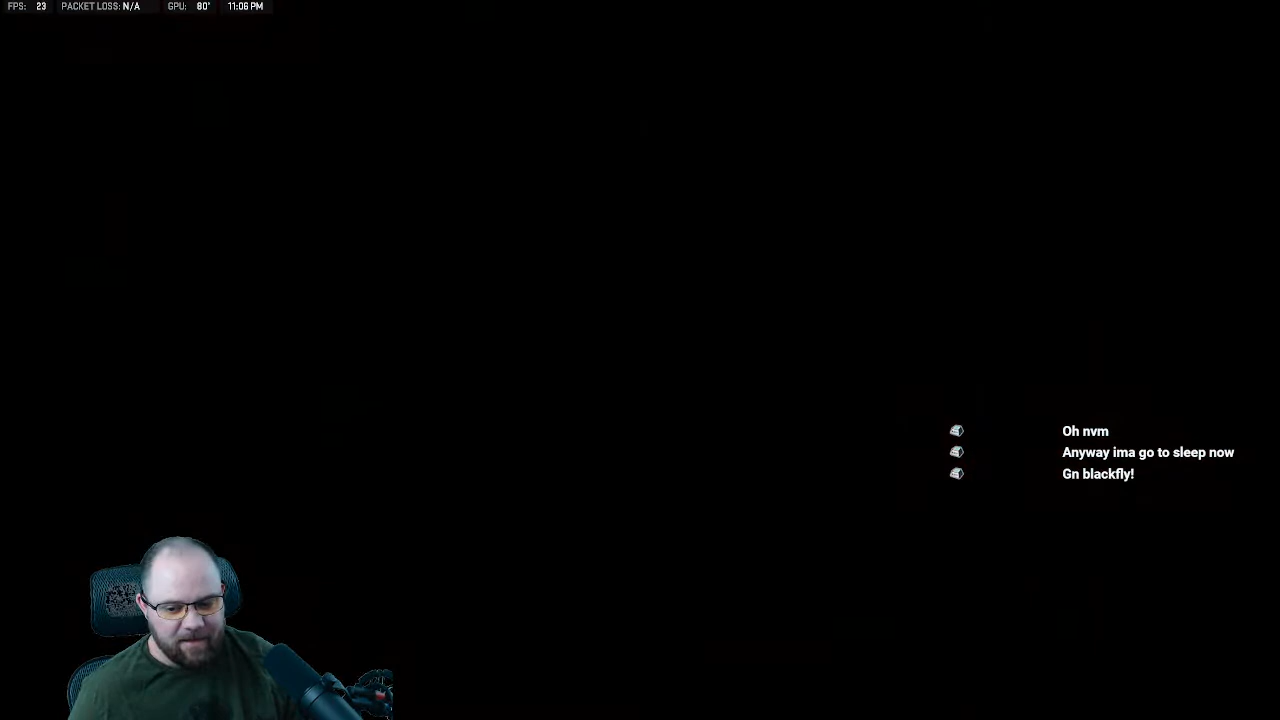 FPS: 23 PACKET LOSS: N/A GPU: 80° 11:06 PM
Oh nvm
Anyway ima go to sleep now
Gn blackfly!